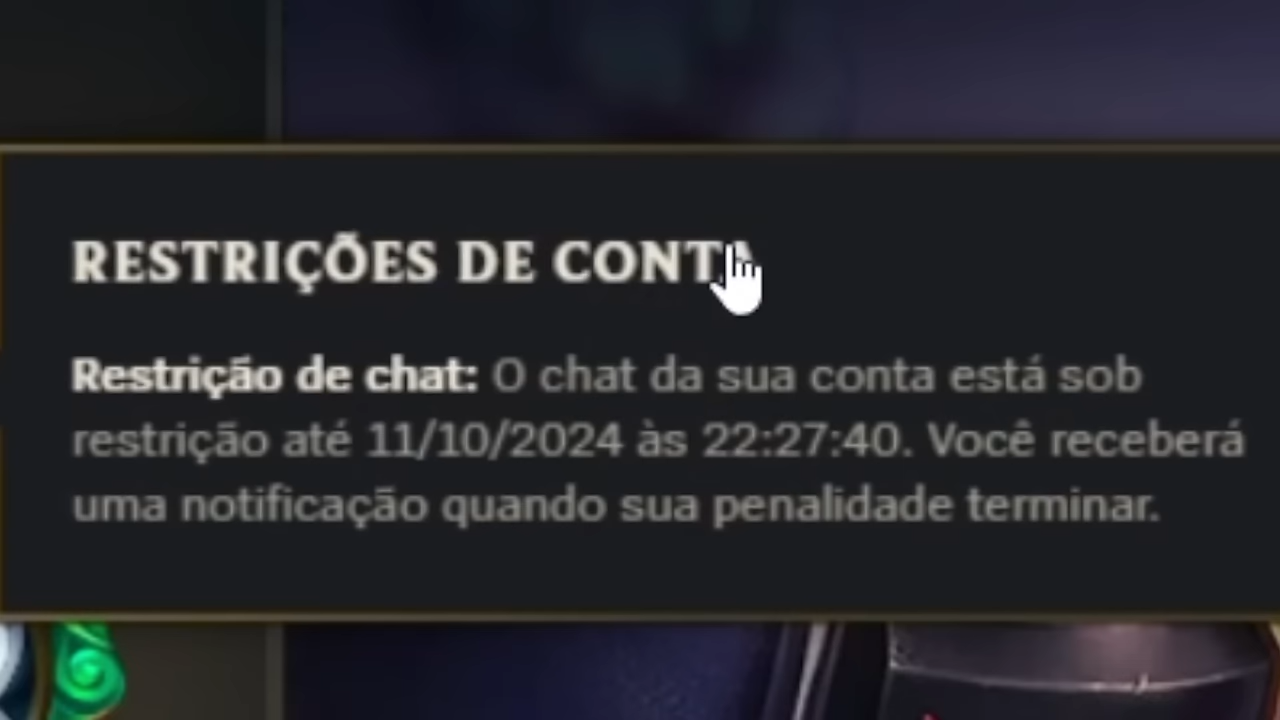 RESTRIÇÕES DE CONTA
Restrição de chat: O chat da sua conta está sob
restrição até 11/10/2024 às 22:27:40. Você receberá
uma notificação quando sua penalidade terminar.